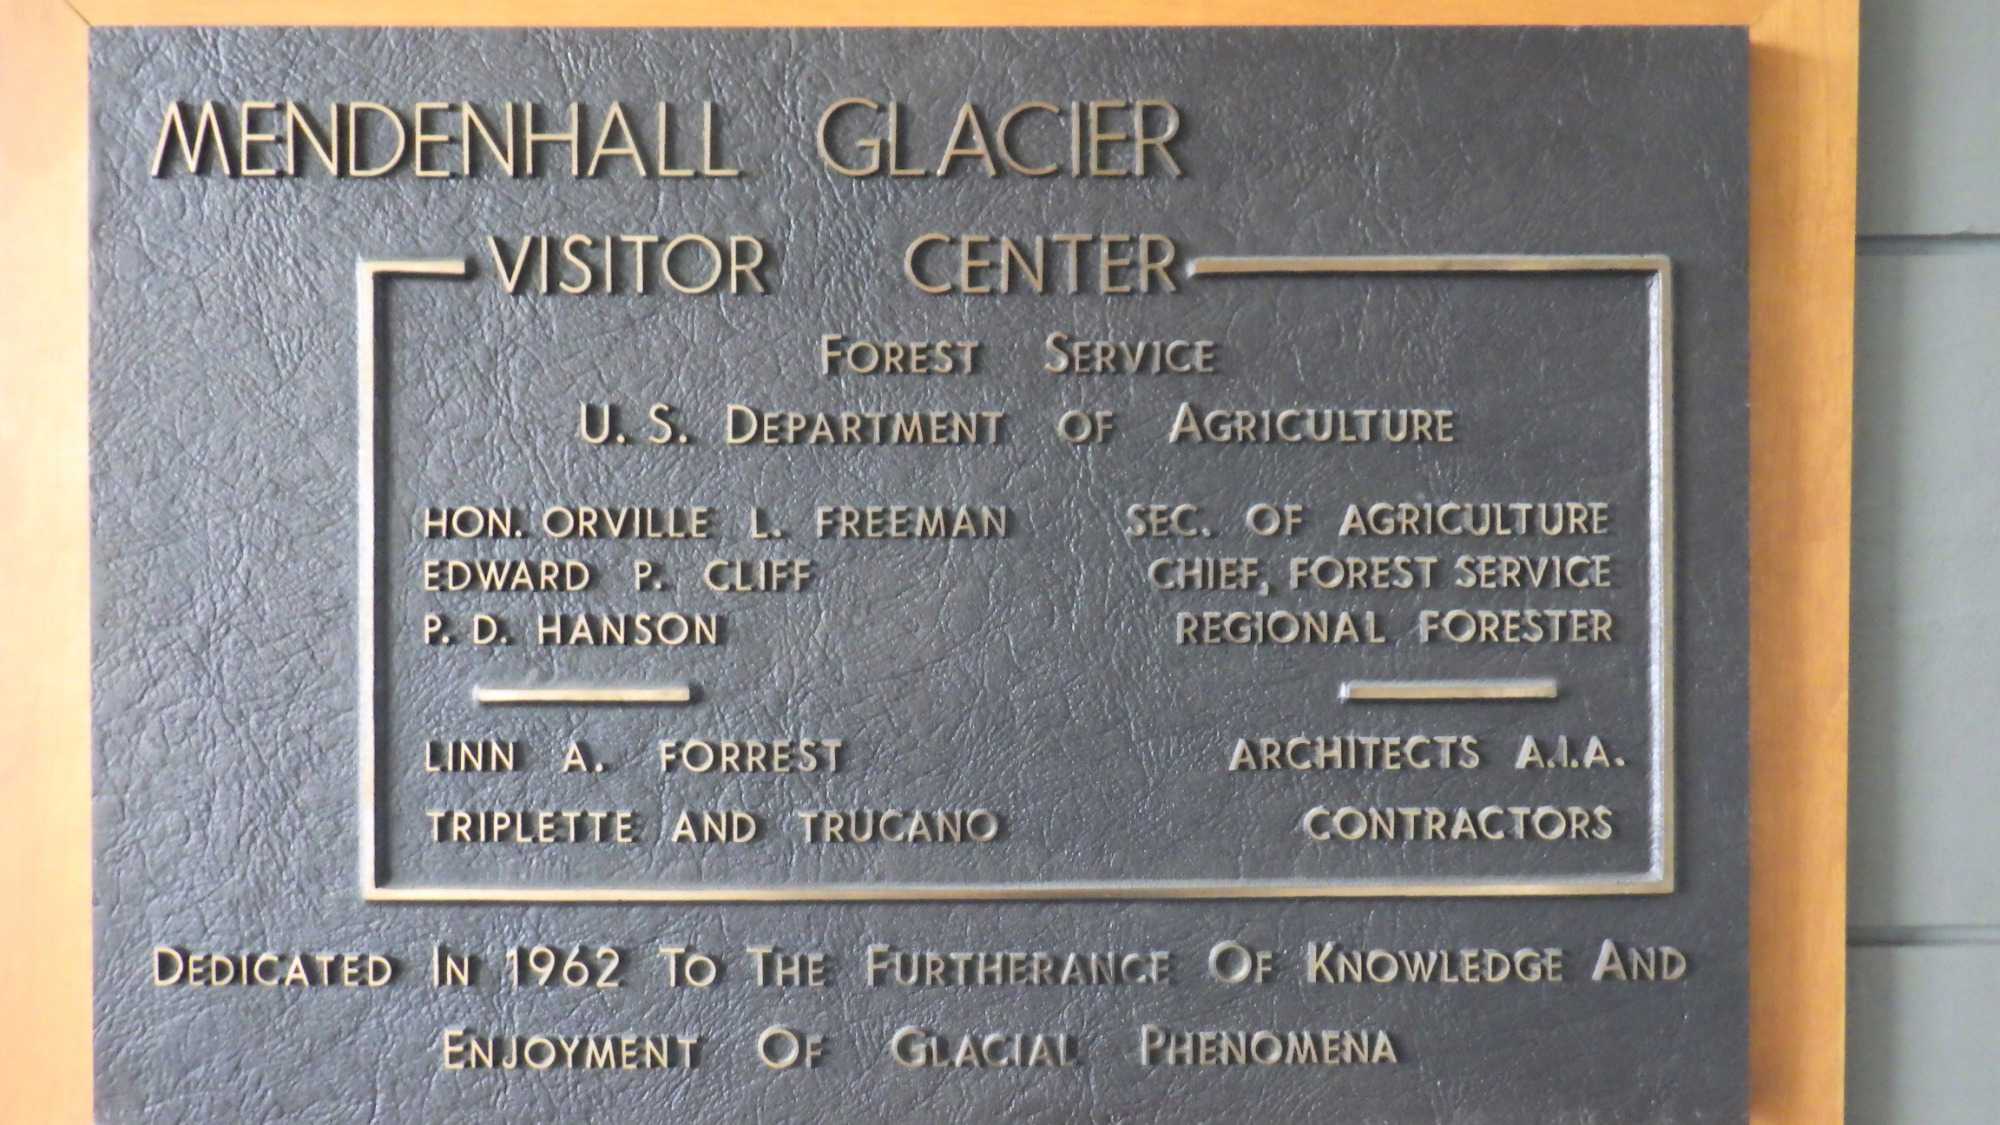 MENDENHALL GLACIER
VISITOR CENTER
FOREST SERVICE
U. S. DEPARTMENT OF AGRICULTURE
HON. ORVILLE L. FREEMAN SEC. OF AGRICULTURE
EDWARD P. CLIFF CHIEF, FOREST SERVICE
P. D. HANSON REGIONAL FORESTER
LINN A. FORREST ARCHITECTS A.I.A.
TRIPLETTE AND TRUCANO CONTRACTORS
DEDICATED IN 1962 TO THE FURTHERANCE OF KNOWLEDGE AND
ENJOYMENT OF GLACIAL PHENOMENA